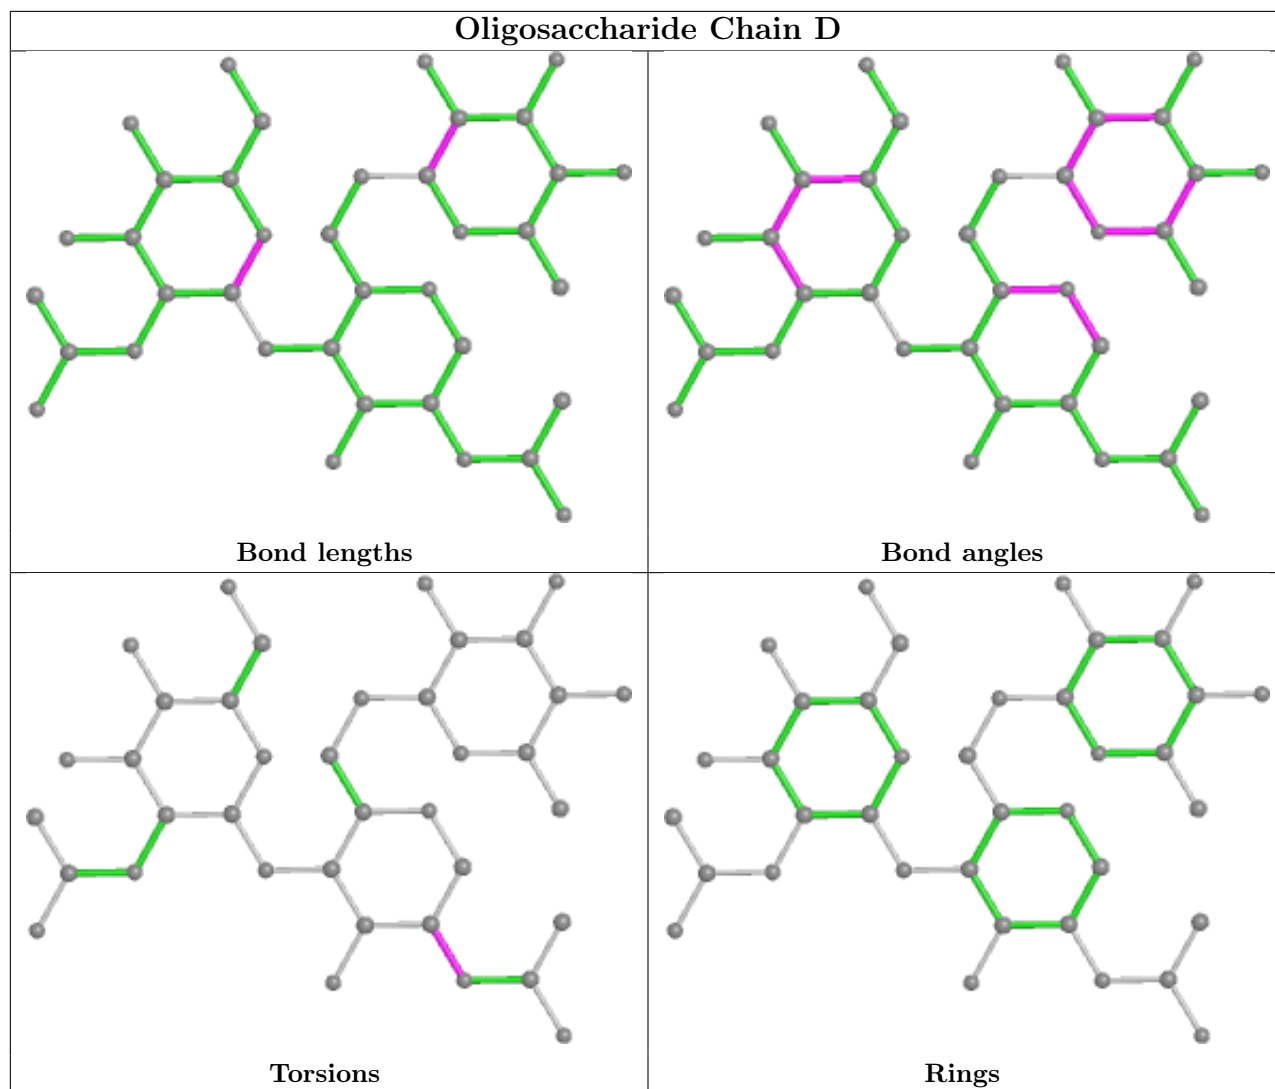 Oligosaccharide Chain D
Bond lengths
Bond angles
Torsions
Rings